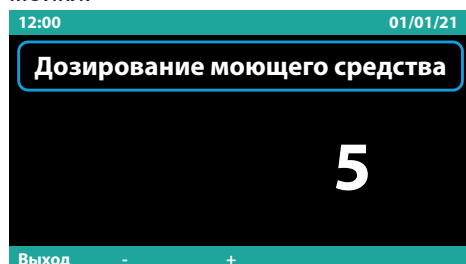 12:00 01/01/21
Дозирование моющего средства
5
Выход - +